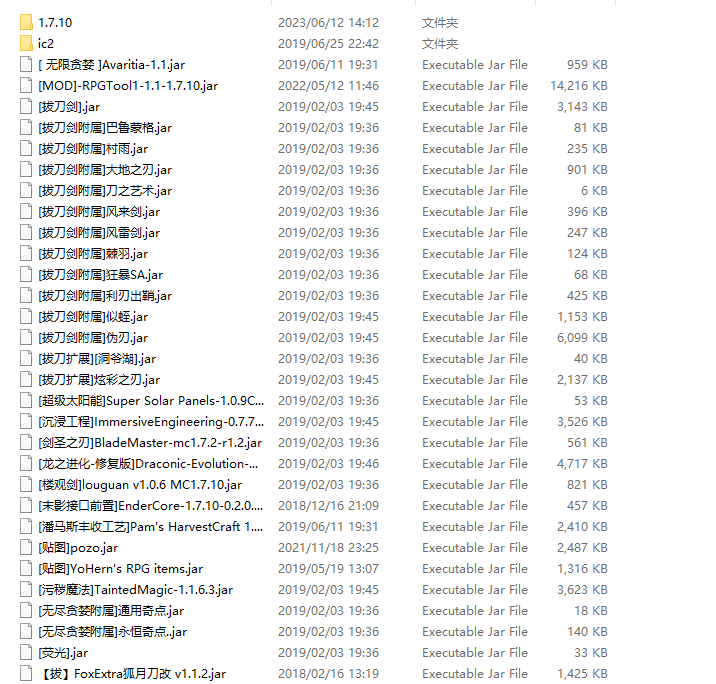 1.7.10 2023/06/12 14:12 文件夹
ic2 2019/06/25 22:42 文件夹
[ 无限贪婪 ]Avaritia-1.1.jar 2019/06/11 19:31 Executable Jar File 959 KB
[MOD]-RPGTool1-1.1-1.7.10.jar 2022/05/12 11:46 Executable Jar File 14,216 KB
[拔刀剑].jar 2019/02/03 19:45 Executable Jar File 3,143 KB
[拔刀剑附属]巴鲁蒙格.jar 2019/02/03 19:36 Executable Jar File 81 KB
[拔刀剑附属]村雨.jar 2019/02/03 19:36 Executable Jar File 235 KB
[拔刀剑附属]大地之刃.jar 2019/02/03 19:36 Executable Jar File 901 KB
[拔刀剑附属]刀之艺术.jar 2019/02/03 19:36 Executable Jar File 6 KB
[拔刀剑附属]风来剑.jar 2019/02/03 19:36 Executable Jar File 396 KB
[拔刀剑附属]风雷剑.jar 2019/02/03 19:36 Executable Jar File 247 KB
[拔刀剑附属]棘羽.jar 2019/02/03 19:36 Executable Jar File 124 KB
[拔刀剑附属]狂暴SA.jar 2019/02/03 19:36 Executable Jar File 68 KB
[拔刀剑附属]利刃出鞘.jar 2019/02/03 19:36 Executable Jar File 425 KB
[拔刀剑附属]似蛭.jar 2019/02/03 19:45 Executable Jar File 1,153 KB
[拔刀剑附属]伪刃.jar 2019/02/03 19:45 Executable Jar File 6,099 KB
[拔刀扩展][洞爷湖].jar 2019/02/03 19:36 Executable Jar File 40 KB
[拔刀扩展]炫彩之刃.jar 2019/02/03 19:45 Executable Jar File 2,137 KB
[超级太阳能]Super Solar Panels-1.0.9C... 2019/02/03 19:36 Executable Jar File 53 KB
[沉浸工程]ImmersiveEngineering-0.7.7... 2019/02/03 19:45 Executable Jar File 3,526 KB
[剑圣之刃]BladeMaster-mc1.7.2-r1.2.jar 2019/02/03 19:36 Executable Jar File 561 KB
[龙之进化-修复版]Draconic-Evolution-... 2019/02/03 19:46 Executable Jar File 4,717 KB
[楼观剑]louguan v1.0.6 MC1.7.10.jar 2019/02/03 19:36 Executable Jar File 821 KB
[末影接口前置]EnderCore-1.7.10-0.2.0.... 2018/12/16 21:09 Executable Jar File 457 KB
[潘马斯丰收工艺]Pam's HarvestCraft 1.... 2019/06/11 19:31 Executable Jar File 2,410 KB
[贴图]pozo.jar 2021/11/18 23:25 Executable Jar File 2,487 KB
[贴图]YoHern's RPG items.jar 2019/05/19 13:07 Executable Jar File 1,316 KB
[污秽魔法]TaintedMagic-1.1.6.3.jar 2019/02/03 19:45 Executable Jar File 3,623 KB
[无尽贪婪附属]通用奇点.jar 2019/02/03 19:36 Executable Jar File 18 KB
[无尽贪婪附属]永恒奇点..jar 2019/02/03 19:36 Executable Jar File 140 KB
[荧光].jar 2019/02/03 19:36 Executable Jar File 33 KB
【拔】FoxExtra狐月刀改 v1.1.2.jar 2018/02/16 13:19 Executable Jar File 1,425 KB